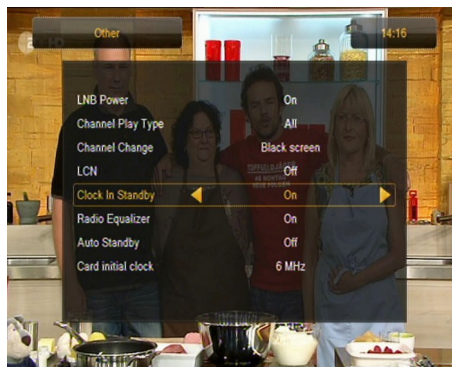 Other
14:16
LNB Power On
Channel Play Type All
Channel Change Black screen
LCN Off
Clock In Standby On
Radio Equalizer On
Auto Standby Off
Card initial clock 6 MHz